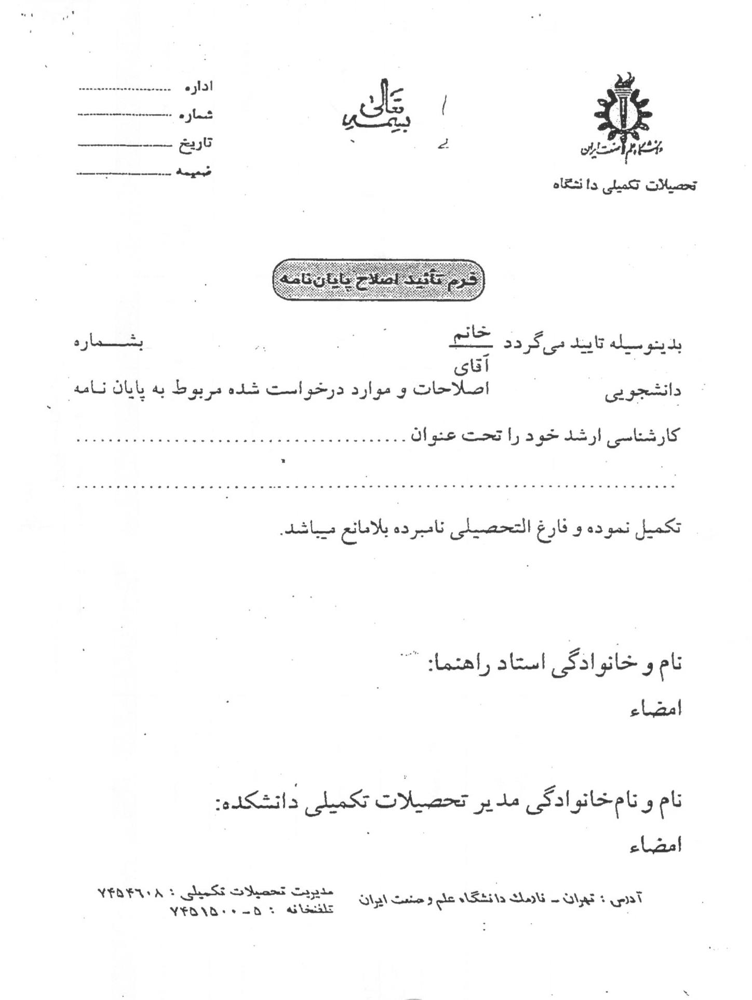 دانشگاه علم و صنعت ایران
تحصیلات تکمیلی دانشگاه
بسمه تعالی
اداره ........................
شماره ........................
تاریخ ........................
ضمیمه ........................
فرم تأئید اصلاح پایان‌نامه
بدینوسیله تایید می‌گردد خانم / آقای بشماره
دانشجویی اصلاحات و موارد درخواست شده مربوط به پایان نامه
کارشناسی ارشد خود را تحت عنوان ........................................
................................................................................
تکمیل نموده و فارغ التحصیلی نامبرده بلامانع میباشد.
نام و خانوادگی استاد راهنما:
امضاء
نام و نام‌خانوادگی مدیر تحصیلات تکمیلی دانشکده:
امضاء
آدرس : تهران - نارمك دانشگاه علم و صنعت ایران
مدیریت تحصیلات تکمیلی : ۷۴۵۴۶۰۸
تلفنخانه : ۵-۷۴۵۱۵۰۰